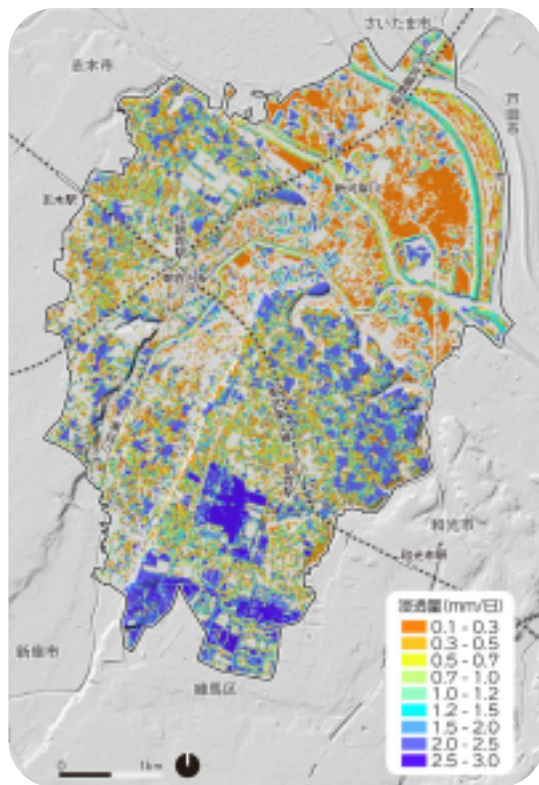 さいたま市
志木市
戸田市
志木駅
和光市
和光市駅
新座市
練馬区
浸透量(mm/日)
0.1 - 0.3
0.3 - 0.5
0.5 - 0.7
0.7 - 1.0
1.0 - 1.2
1.2 - 1.5
1.5 - 2.0
2.0 - 2.5
2.5 - 3.0
0 1km